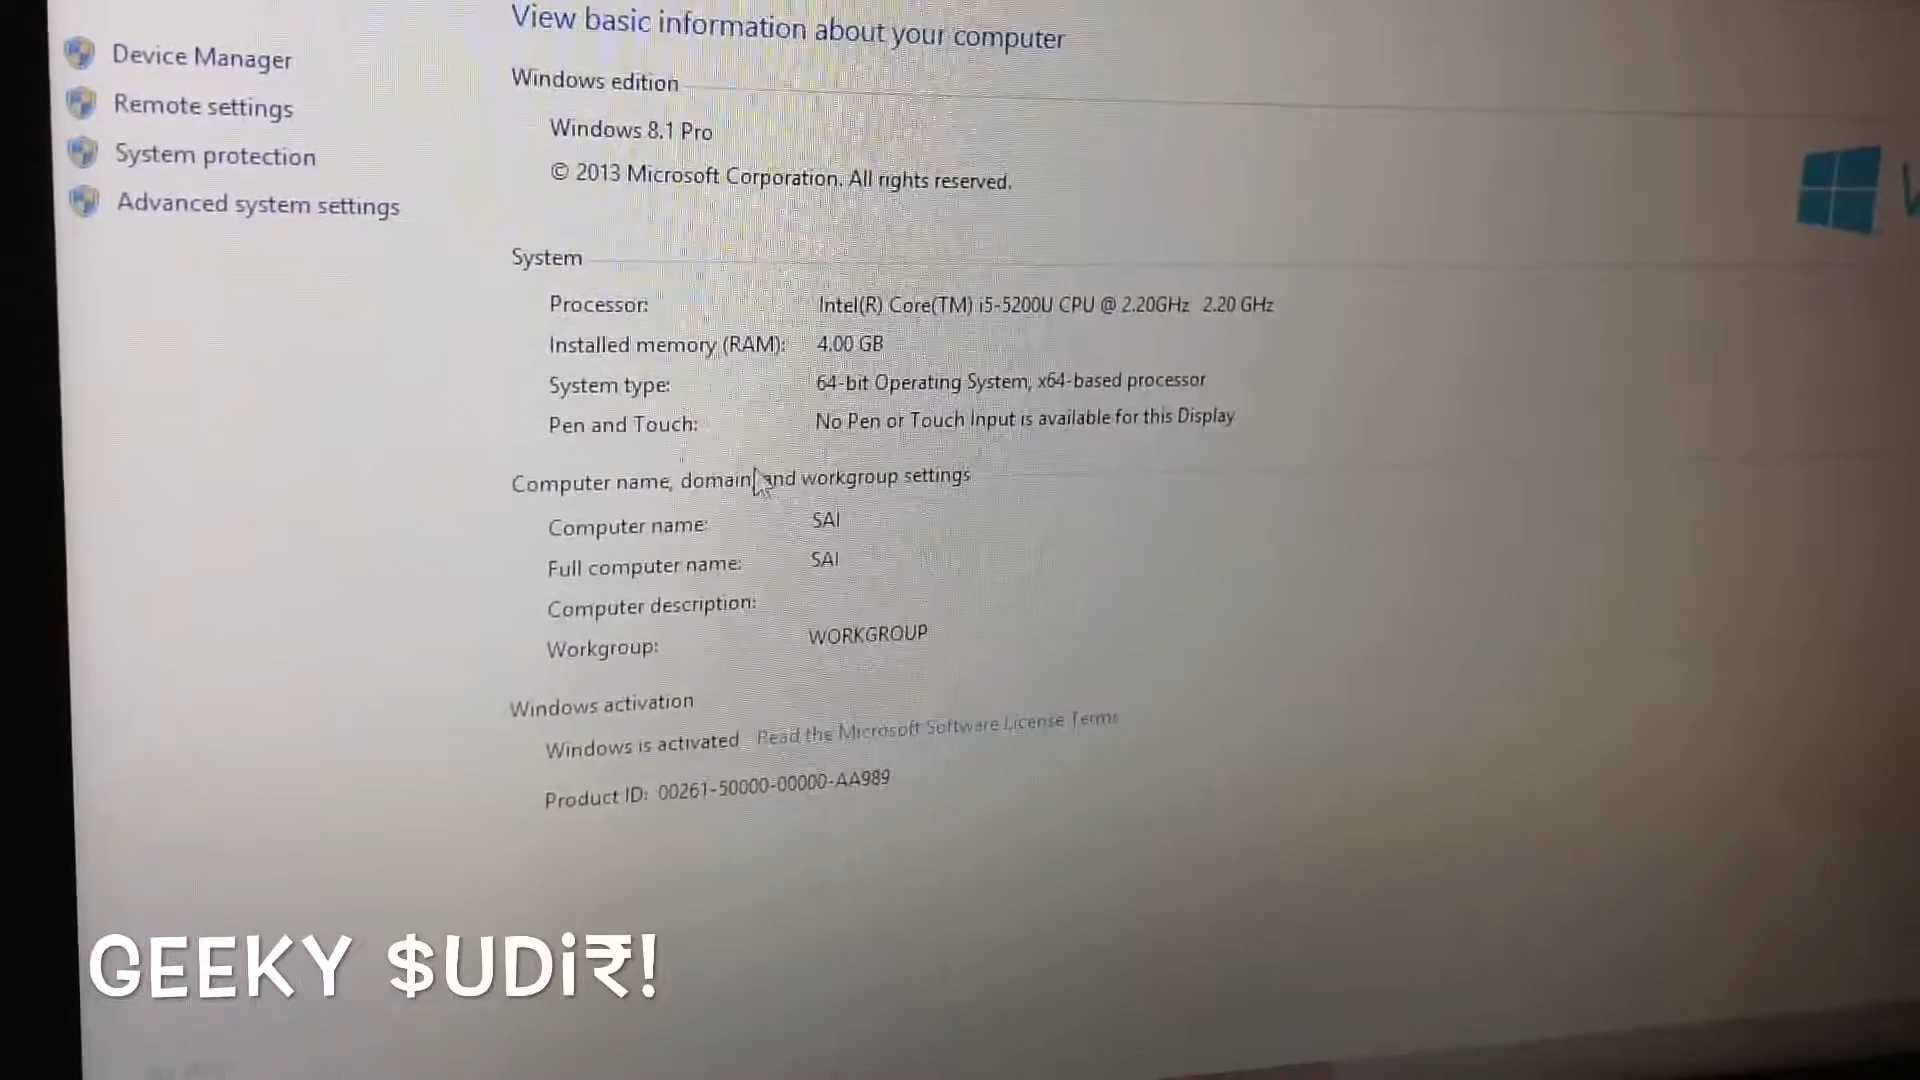 View basic information about your computer
Device Manager
Remote settings
System protection
Advanced system settings
Windows edition
Windows 8.1 Pro
© 2013 Microsoft Corporation. All rights reserved.
System
Processor: Intel(R) Core(TM) i5-5200U CPU @ 2.20GHz 2.20 GHz
Installed memory (RAM): 4.00 GB
System type: 64-bit Operating System, x64-based processor
Pen and Touch: No Pen or Touch Input is available for this Display
Computer name, domain, and workgroup settings
Computer name: SAI
Full computer name: SAI
Computer description:
Workgroup: WORKGROUP
Windows activation
Windows is activated Read the Microsoft Software License Terms
Product ID: 00261-50000-00000-AA989
GEEKY $UDi₹!